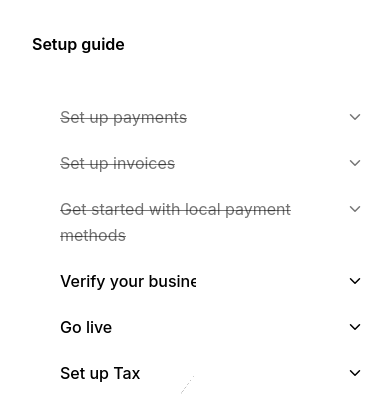 Setup guide
Set up payments
Set up invoices
Get started with local payment
methods
Verify your
Go live
Set up Tax